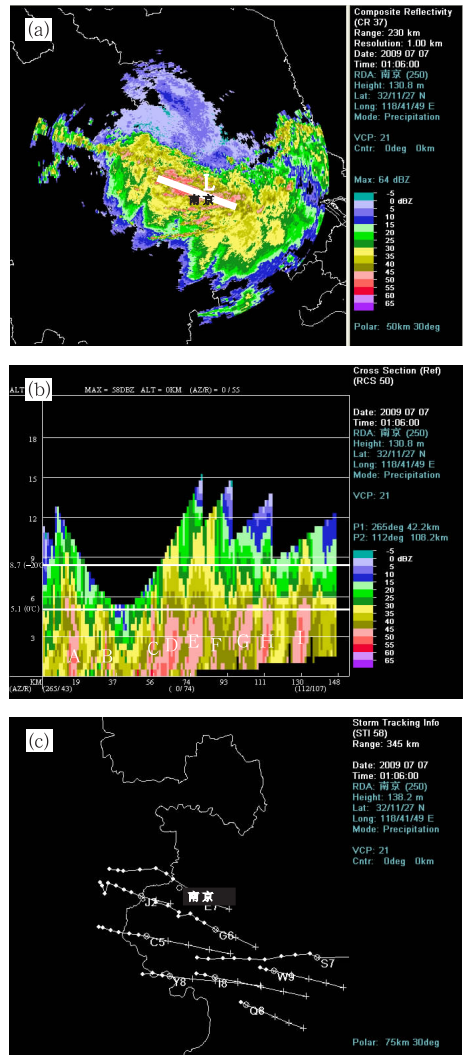 (a)
Composite Reflectivity
(CR 37)
Range: 230 km
Resolution: 1.00 km
Date: 2009 07 07
Time: 01:06:00
RDA: 南京 (250)
Height: 130.8 m
Lat: 32/11/27 N
Long: 118/41/49 E
Mode: Precipitation
VCP: 21
Cntr: 0deg 0km
Max: 64 dBZ
-5
0 dBZ
5
10
15
20
25
30
35
40
45
50
55
60
65
Polar: 50km 30deg
L
南京
(b)
ALT
MAX = 58DBZ ALT = 0KM (AZ/R) = 0 / 55
18
15
12
9
8.7
6
5.1 (0℃)
3
A B C D E F G H I
KM 19 37 56 74 93 111 130 148
(AZ/R) (265/ 43) ( 0/ 74) (112/107)
Cross Section (Ref)
(RCS 50)
Date: 2009 07 07
Time: 01:06:00
RDA: 南京 (250)
Height: 130.8 m
Lat: 32/11/27 N
Long: 118/41/49 E
VCP: 21
P1: 265deg 42.2km
P2: 112deg 108.2km
-5
0 dBZ
5
10
15
20
25
30
35
40
45
50
55
60
65
(c)
Storm Tracking Info
(STI 58)
Range: 345 km
Date: 2009 07 07
Time: 01:06:00
RDA: 南京 (250)
Height: 138.2 m
Lat: 32/11/27 N
Long: 118/41/49 E
Mode: Precipitation
VCP: 21
Cntr: 0deg 0km
南京
J2
E7
G6
C5
S7
Y8
I8
W9
Q8
Polar: 75km 30deg